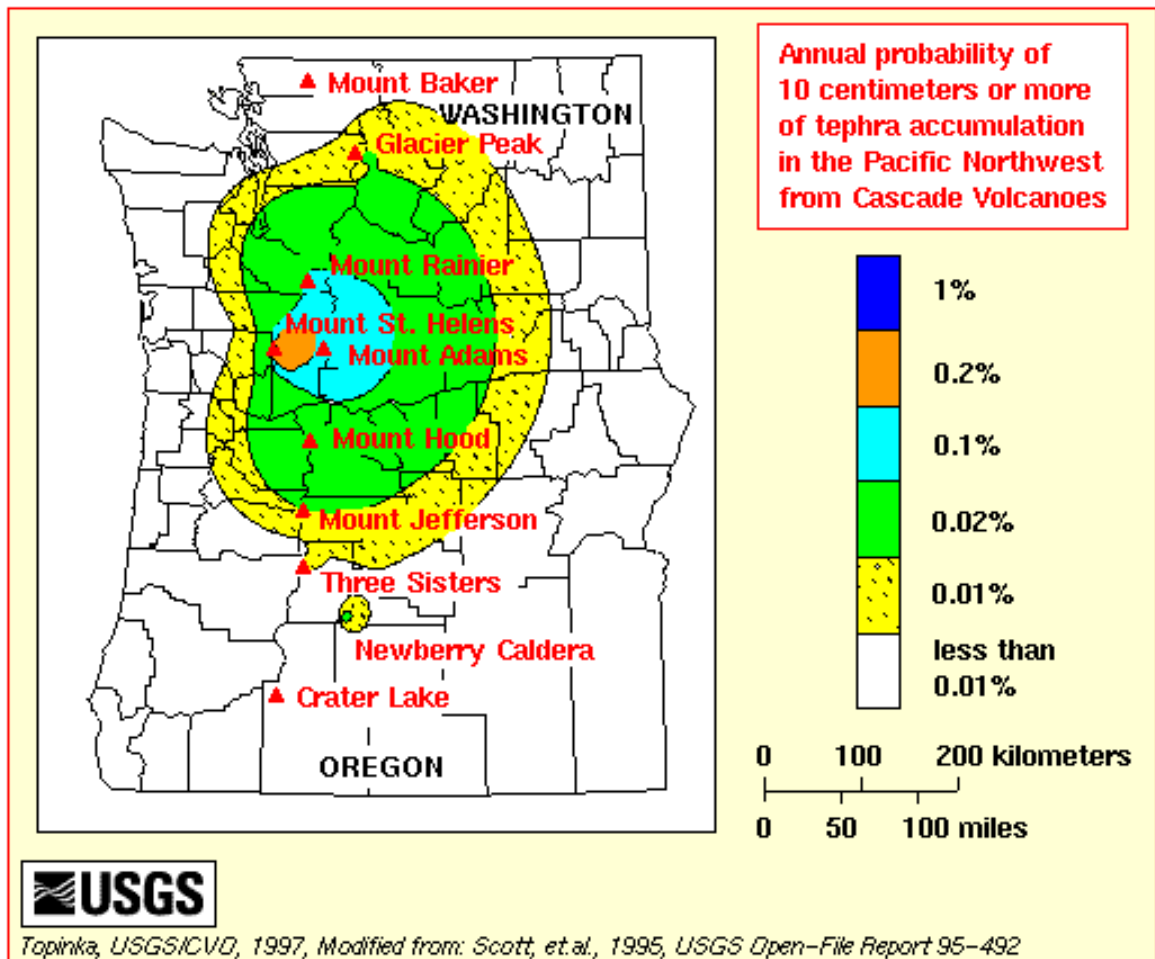 Annual probability of
10 centimeters or more
of tephra accumulation
in the Pacific Northwest
from Cascade Volcanoes
Mount Baker
WASHINGTON
Glacier Peak
Mount Rainier
Mount St. Helens
Mount Adams
Mount Hood
Mount Jefferson
Three Sisters
Newberry Caldera
Crater Lake
OREGON
1%
0.2%
0.1%
0.02%
0.01%
less than
0.01%
0 100 200 kilometers
0 50 100 miles
USGS
Topinka, USGS/CVO, 1997, Modified from: Scott, et.al., 1995, USGS Open-File Report 95-492